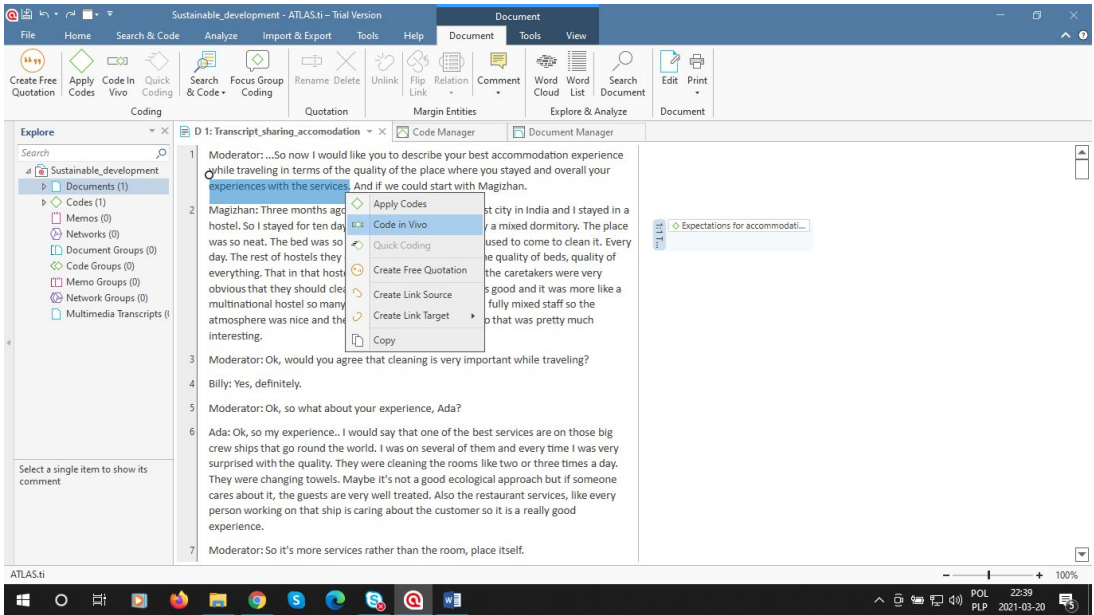 Sustainable_development - ATLAS.ti – Trial Version
Document
File Home Search & Code Analyze Import & Export Tools Help Document Tools View
Create Free Quotation
Apply Codes
Code In Vivo
Quick Coding
Search & Code
Focus Group Coding
Rename
Delete
Unlink
Flip Link
Relation
Comment
Word Cloud
Word List
Search Document
Edit
Print
Coding
Quotation
Margin Entities
Explore & Analyze
Document
Explore
D 1: Transcript_sharing_accomodation
Code Manager
Document Manager
Search
Sustainable_development
Documents (1)
Codes (1)
Memos (0)
Networks (0)
Document Groups (0)
Code Groups (0)
Memo Groups (0)
Network Groups (0)
Multimedia Transcripts (
Select a single item to show its
comment
1 Moderator: ...So now I would like you to describe your best accommodation experience
while traveling in terms of the quality of the place where you stayed and overall your
experiences with the services. And if we could start with Magizhan.
2 Magizhan: Three months ago st city in India and I stayed in a
hostel. So I stayed for ten day y a mixed dormitory. The place
was so neat. The bed was so used to come to clean it. Every
day. The rest of hostels they e quality of beds, quality of
everything. That in that hoste the caretakers were very
obvious that they should clea s good and it was more like a
multinational hostel so many fully mixed staff so the
atmosphere was nice and the o that was pretty much
interesting.
Apply Codes
Code in Vivo
Quick Coding
Create Free Quotation
Create Link Source
Create Link Target
Copy
3 Moderator: Ok, would you agree that cleaning is very important while traveling?
4 Billy: Yes, definitely.
5 Moderator: Ok, so what about your experience, Ada?
6 Ada: Ok, so my experience.. I would say that one of the best services are on those big
crew ships that go round the world. I was on several of them and every time I was very
surprised with the quality. They were cleaning the rooms like two or three times a day.
They were changing towels. Maybe it's not a good ecological approach but if someone
cares about it, the guests are very well treated. Also the restaurant services, like every
person working on that ship is caring about the customer so it is a really good
experience.
7 Moderator: So it's more services rather than the room, place itself.
1:1 T...
Expectations for accommodati...
ATLAS.ti
100%
POL
PLP
22:39
2021-03-20
5